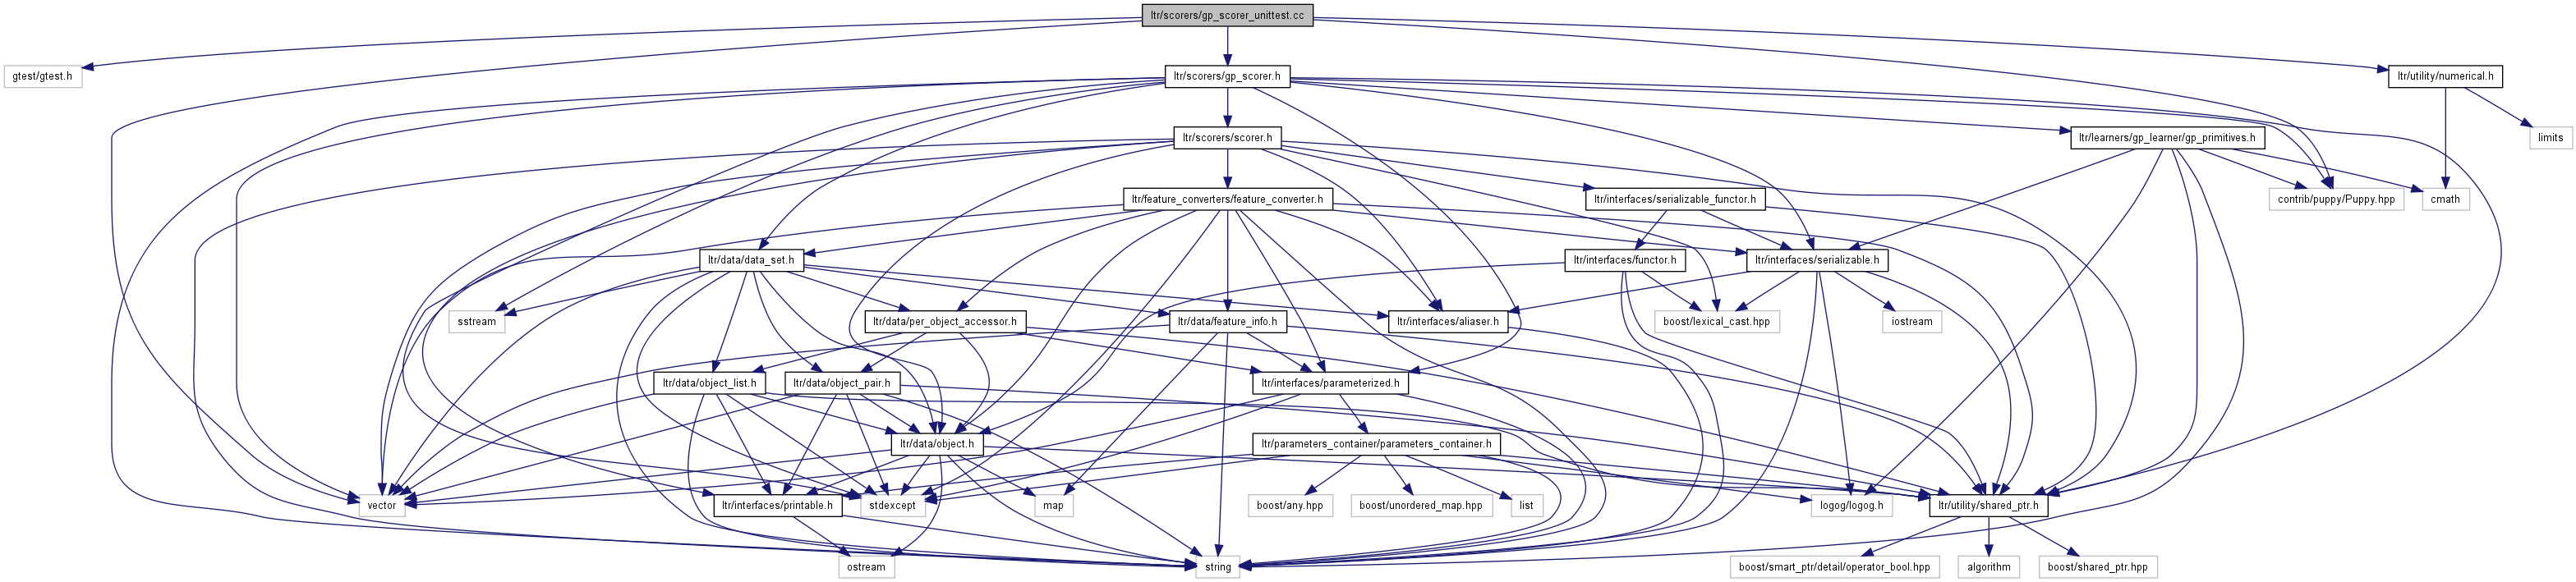 ltr/scorers/gp_scorer_unittest.cc
gtest/gtest.h
ltr/scorers/gp_scorer.h
ltr/utility/numerical.h
ltr/scorers/scorer.h
ltr/learners/gp_learner/gp_primitives.h
limits
ltr/feature_converters/feature_converter.h
ltr/interfaces/serializable_functor.h
contrib/puppy/Puppy.hpp
cmath
ltr/data/data_set.h
ltr/interfaces/functor.h
ltr/interfaces/serializable.h
sstream
ltr/data/per_object_accessor.h
ltr/data/feature_info.h
ltr/interfaces/aliaser.h
boost/lexical_cast.hpp
iostream
ltr/data/object_list.h
ltr/data/object_pair.h
ltr/interfaces/parameterized.h
ltr/data/object.h
ltr/parameters_container/parameters_container.h
vector
ltr/interfaces/printable.h
stdexcept
map
boost/any.hpp
boost/unordered_map.hpp
list
logog/logog.h
ltr/utility/shared_ptr.h
ostream
string
boost/smart_ptr/detail/operator_bool.hpp
algorithm
boost/shared_ptr.hpp